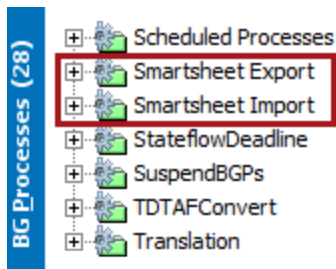 BG Processes (28)
Scheduled Processes
Smartsheet Export
Smartsheet Import
StateflowDeadline
SuspendBGPs
TDTAFConvert
Translation